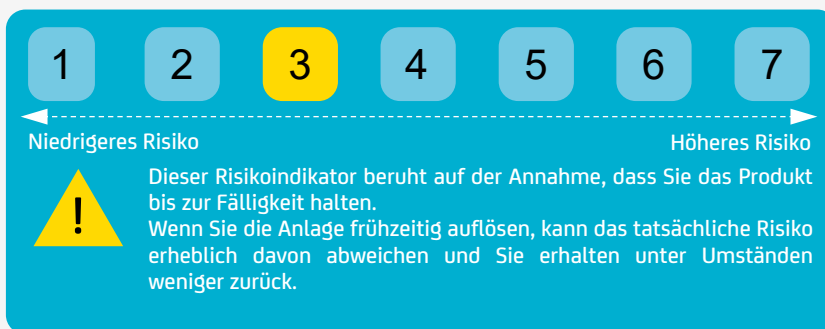 1 2 3 4 5 6 7
Niedrigeres Risiko Höheres Risiko
!
Dieser Risikoindikator beruht auf der Annahme, dass Sie das Produkt
bis zur Fälligkeit halten.
Wenn Sie die Anlage frühzeitig auflösen, kann das tatsächliche Risiko
erheblich davon abweichen und Sie erhalten unter Umständen
weniger zurück.